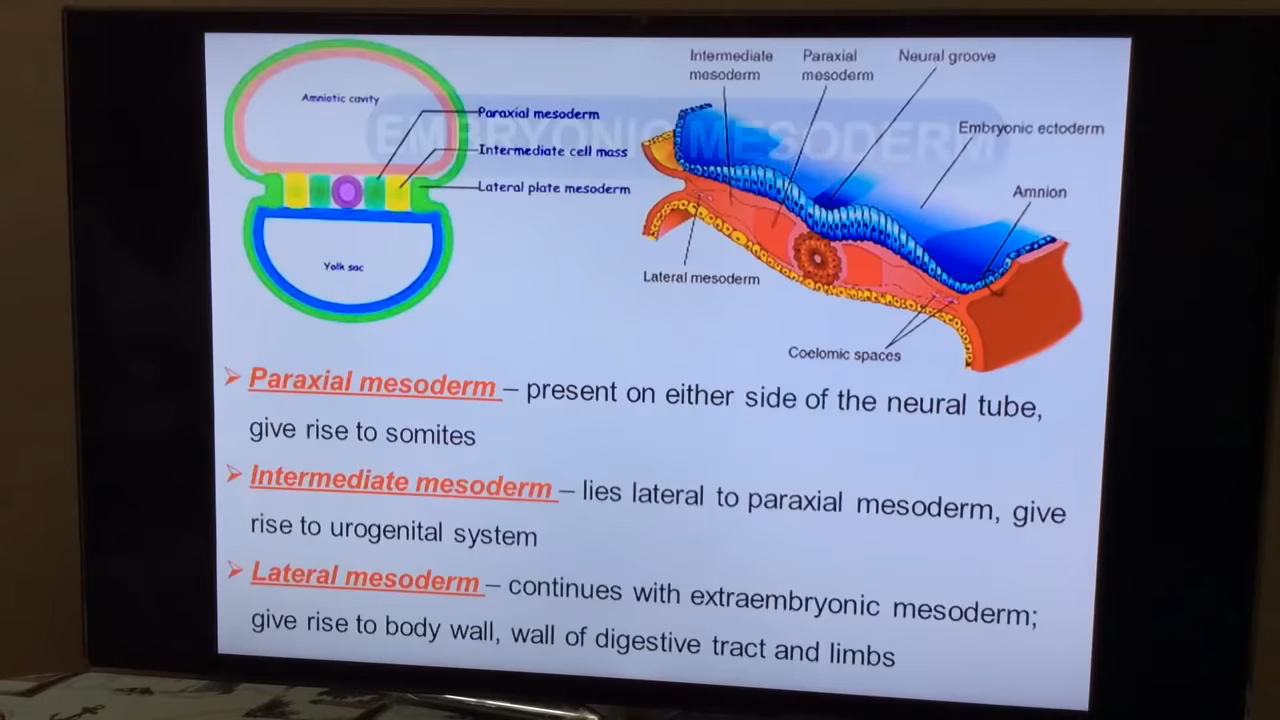 EMBRYONIC MESODERM
Amniotic cavity
Paraxial mesoderm
Intermediate cell mass
Lateral plate mesoderm
Yolk sac
Intermediate
mesoderm
Paraxial
mesoderm
Neural groove
Embryonic ectoderm
Amnion
Lateral mesoderm
Coelomic spaces
➢ Paraxial mesoderm – present on either side of the neural tube,
give rise to somites
➢ Intermediate mesoderm – lies lateral to paraxial mesoderm, give
rise to urogenital system
➢ Lateral mesoderm – continues with extraembryonic mesoderm;
give rise to body wall, wall of digestive tract and limbs